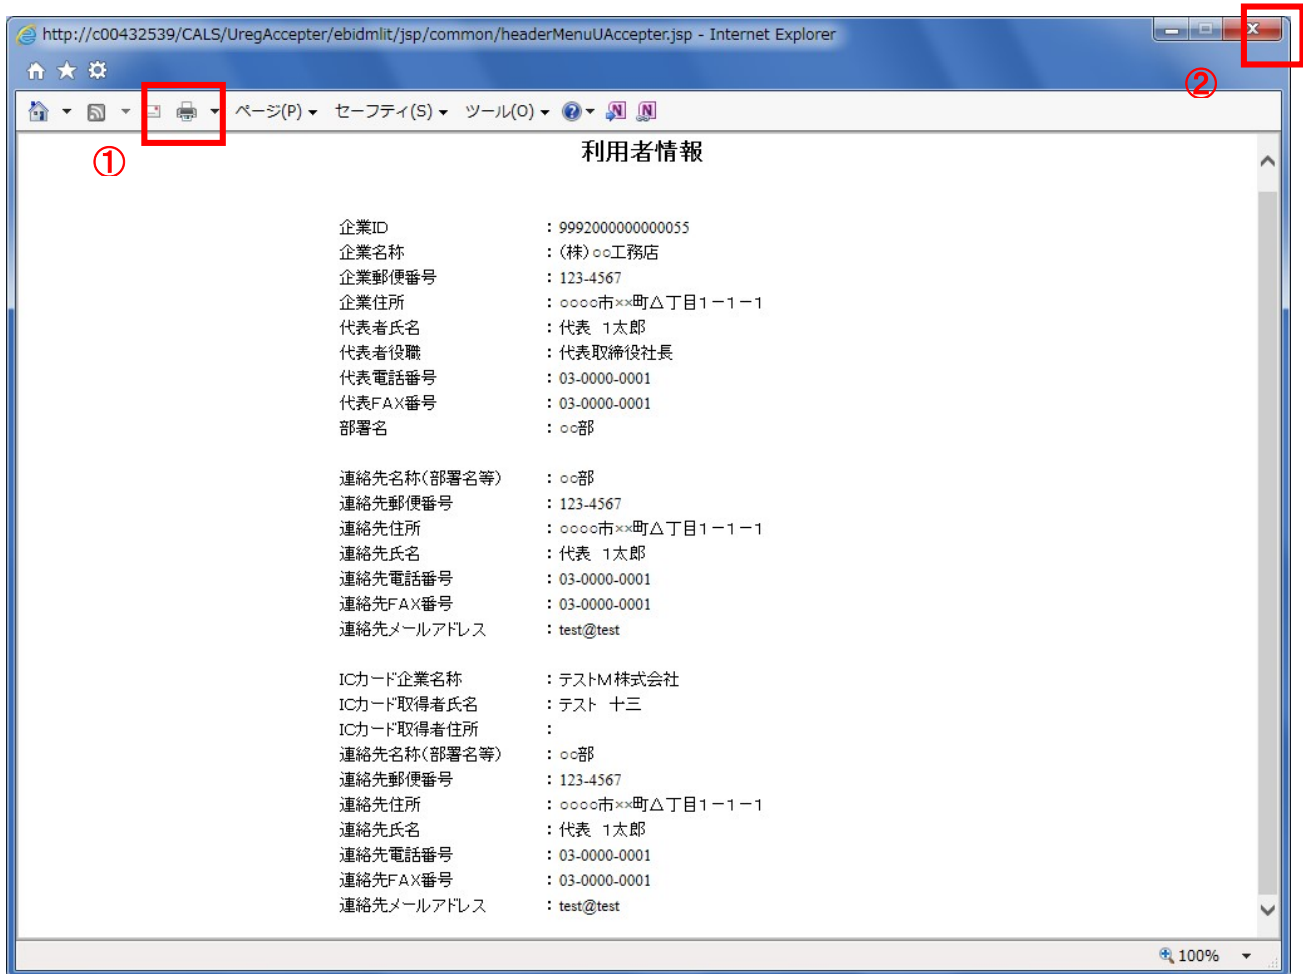 http://c00432539/CALS/UregAccepter/ebidmlit/jsp/common/headerMenuUAccepter.jsp - Internet Explorer
②
ページ(P) セーフティ(S) ツール(O)
①
利用者情報
企業ID : 9992000000000055
企業名称 : (株)○○工務店
企業郵便番号 : 123-4567
企業住所 : ○○○○市××町△丁目1-1-1
代表者氏名 : 代表 1太郎
代表者役職 : 代表取締役社長
代表電話番号 : 03-0000-0001
代表FAX番号 : 03-0000-0001
部署名 : ○○部
連絡先名称(部署名等) : ○○部
連絡先郵便番号 : 123-4567
連絡先住所 : ○○○○市××町△丁目1-1-1
連絡先氏名 : 代表 1太郎
連絡先電話番号 : 03-0000-0001
連絡先FAX番号 : 03-0000-0001
連絡先メールアドレス : test@test
ICカード企業名称 : テストM株式会社
ICカード取得者氏名 : テスト 十三
ICカード取得者住所 :
連絡先名称(部署名等) : ○○部
連絡先郵便番号 : 123-4567
連絡先住所 : ○○○○市××町△丁目1-1-1
連絡先氏名 : 代表 1太郎
連絡先電話番号 : 03-0000-0001
連絡先FAX番号 : 03-0000-0001
連絡先メールアドレス : test@test
100%